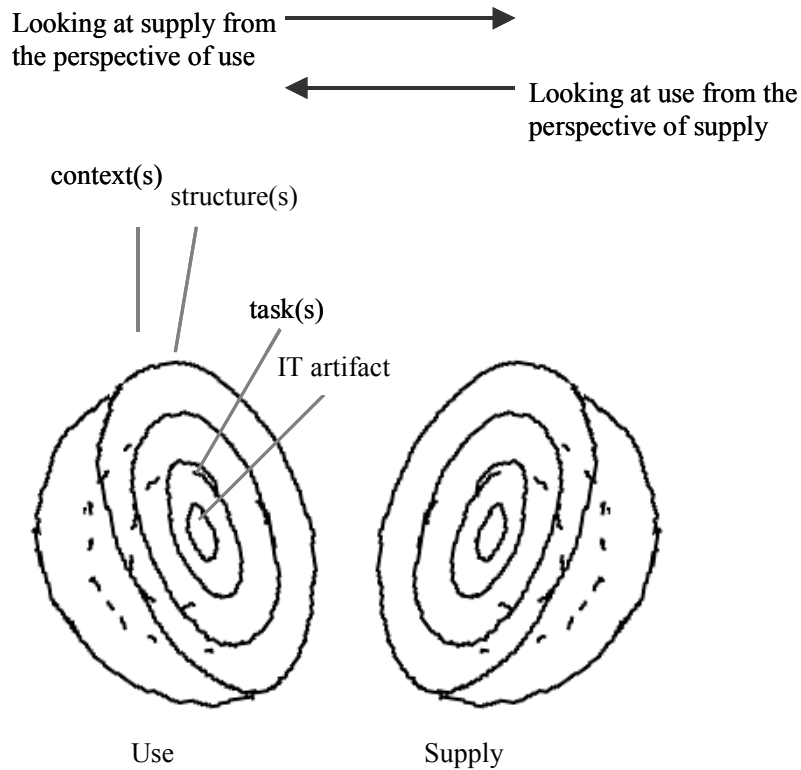 Looking at supply from
the perspective of use
Looking at use from the
perspective of supply
context(s)
structure(s)
task(s)
IT artifact
Use
Supply